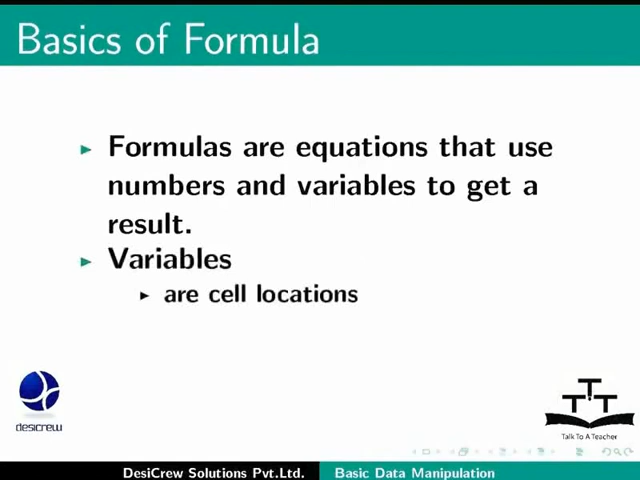 Basics of Formula
Formulas are equations that use
numbers and variables to get a
result.
Variables
are cell locations
desicrew
TTT
Talk To A Teacher
DesiCrew Solutions Pvt.Ltd. Basic Data Manipulation